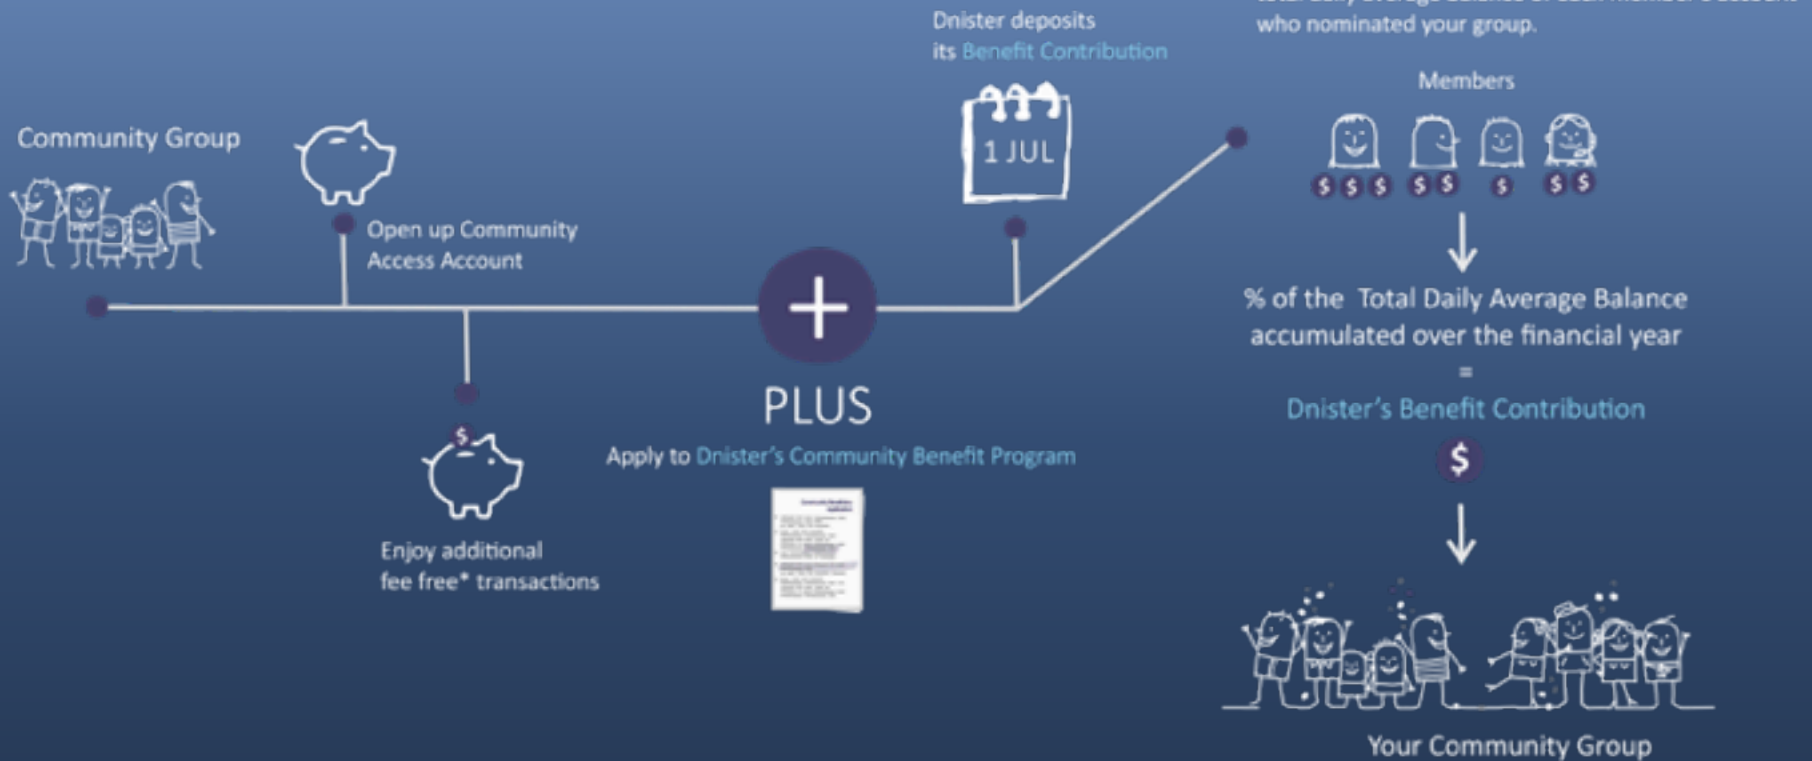 Dnister deposits
its Benefit Contribution
who nominated your group.
Members
Community Group
1 JUL
$ $ $ $ $ $ $ $
Open up Community
Access Account
% of the Total Daily Average Balance
accumulated over the financial year
=
Dnister's Benefit Contribution
$
+
PLUS
Apply to Dnister's Community Benefit Program
$
Enjoy additional
fee free* transactions
Your Community Group